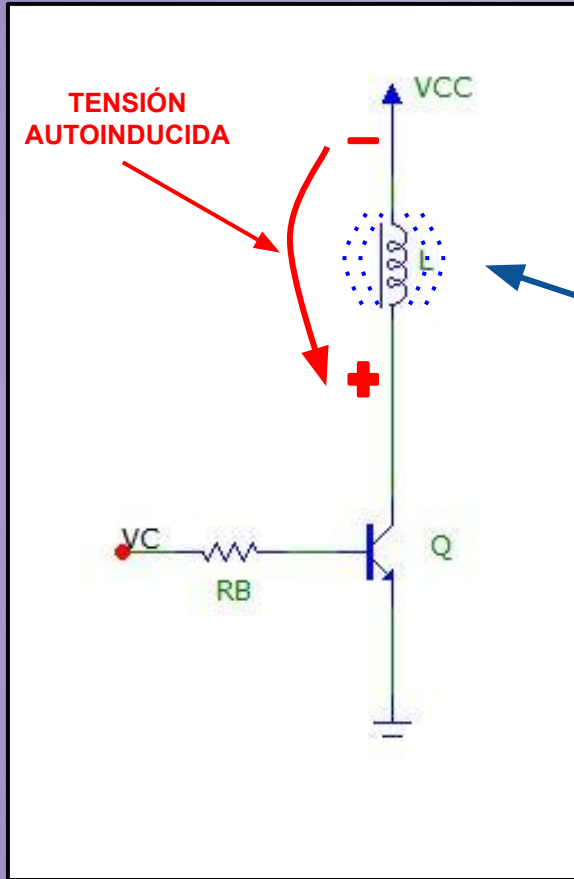 TENSIÓN
AUTOINDUCIDA
VCC
−
L
+
VC
Q
RB